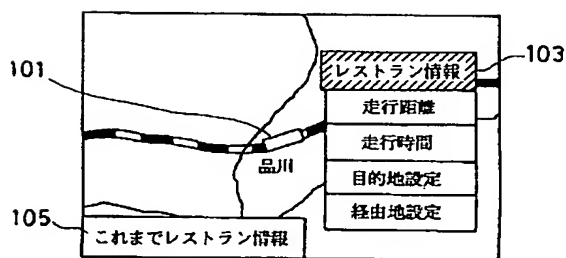 101
レストラン情報
103
走行距離
走行時間
品川
目的地設定
経由地設定
105
これまでレストラン情報